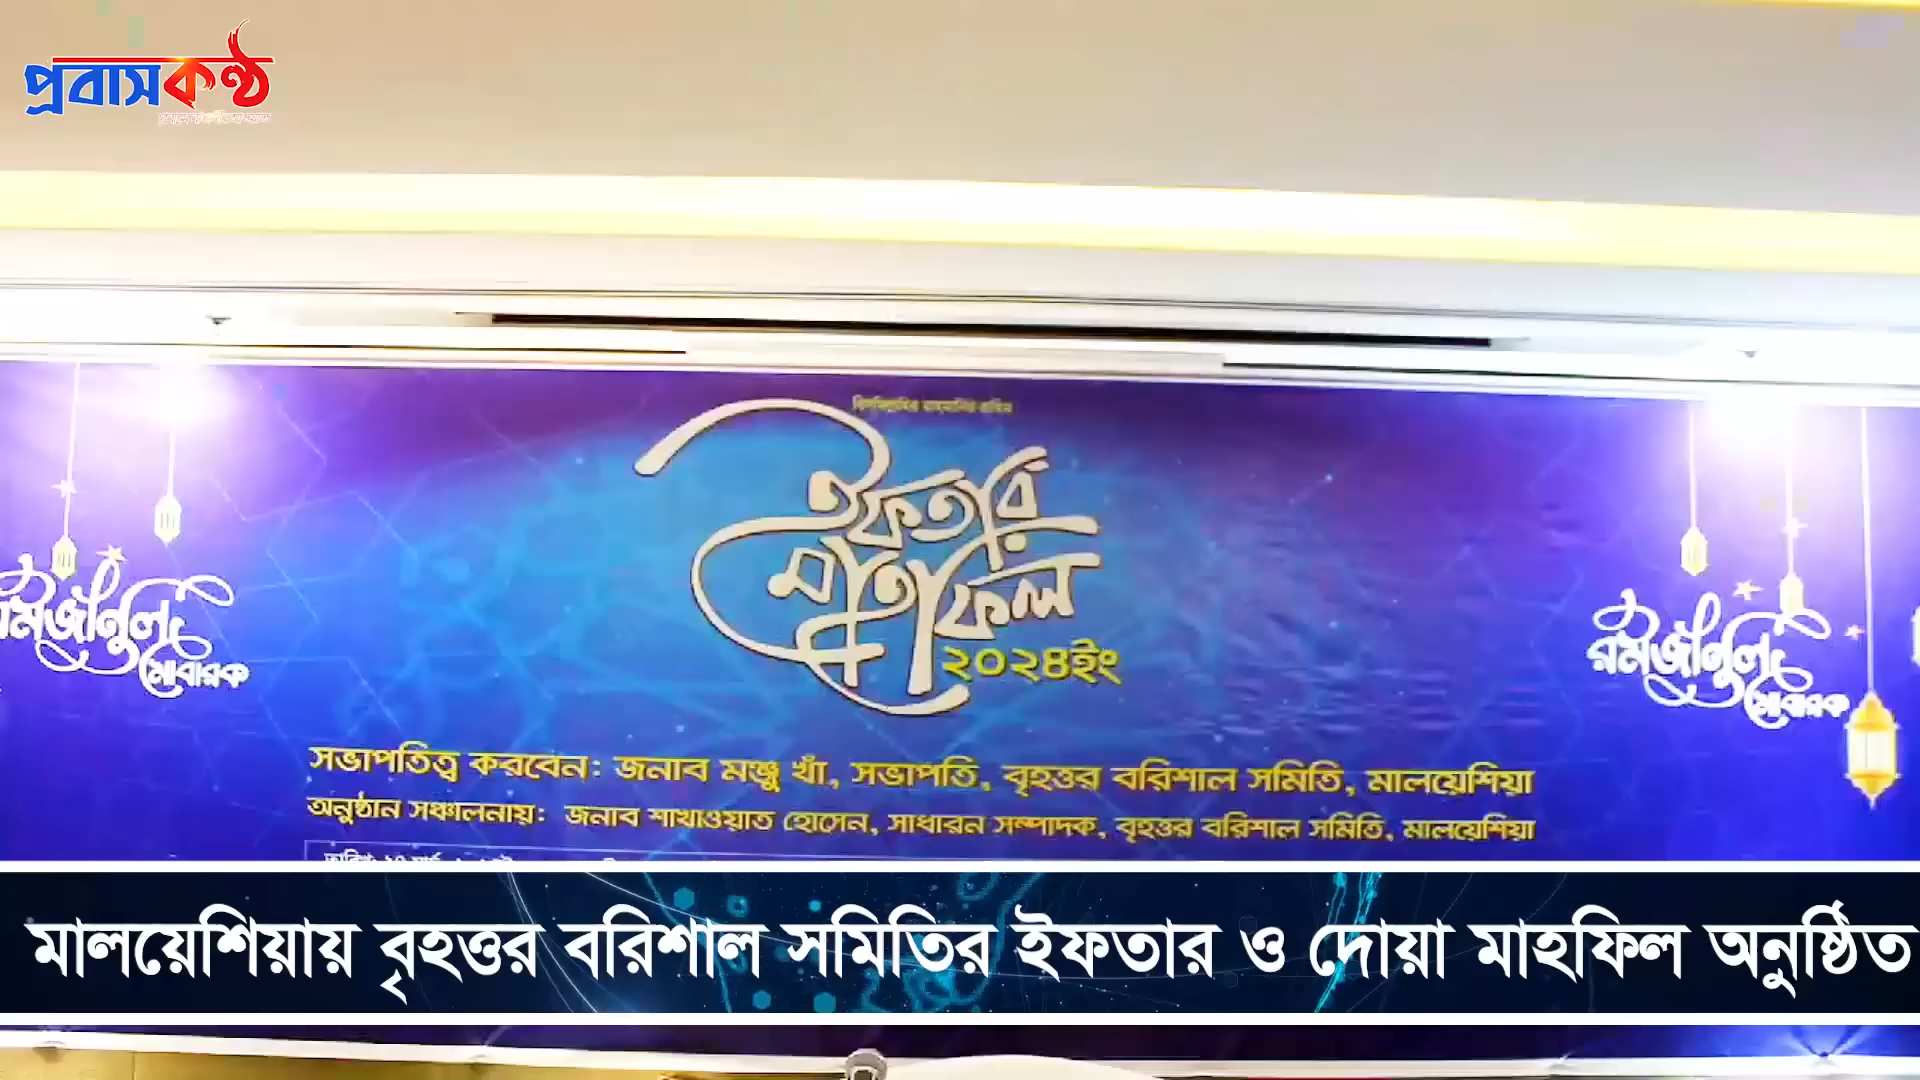 প্রবাসকণ্ঠ
ইফতার
মাহফিল
২০২৪ইং
রমজানুল
মোবারক
রমজানুল
মোবারক
সভাপতিত্ব করবেন: জনাব মঞ্জু খাঁ, সভাপতি, বৃহত্তর বরিশাল সমিতি, মালয়েশিয়া
অনুষ্ঠান সঞ্চালনায়: জনাব শাখাওয়াত হোসেন, সাধারন সম্পাদক, বৃহত্তর বরিশাল সমিতি, মালয়েশিয়া
মালয়েশিয়ায় বৃহত্তর বরিশাল সমিতির ইফতার ও দোয়া মাহফিল অনুষ্ঠিত